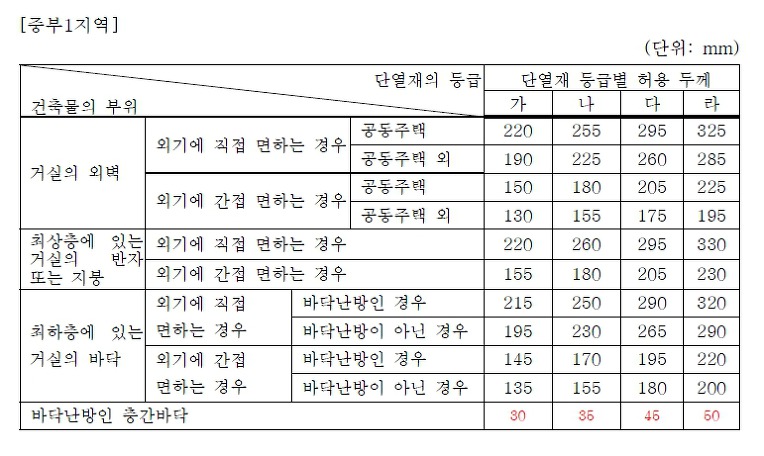 [중부1지역]
(단위: mm)
단열재의 등급 단열재 등급별 허용 두께
건축물의 부위 가 나 다 라
거실의 외벽 외기에 직접 면하는 경우 공동주택 220 255 295 325
공동주택 외 190 225 260 285
외기에 간접 면하는 경우 공동주택 150 180 205 225
공동주택 외 130 155 175 195
최상층에 있는 외기에 직접 면하는 경우 220 260 295 330
거실의 반자
또는 지붕 외기에 간접 면하는 경우 155 180 205 230
최하층에 있는 거실의 바닥 외기에 직접 면하는 경우 바닥난방인 경우 215 250 290 320
바닥난방이 아닌 경우 195 230 265 290
외기에 간접 면하는 경우 바닥난방인 경우 145 170 195 220
바닥난방이 아닌 경우 135 155 180 200
바닥난방인 층간바닥 30 35 45 50